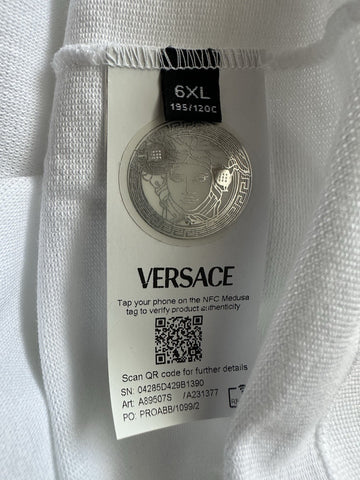 6XL
195/120C
VERSACE
Tap your phone on the NFC Medusa
tag to verify product authenticity
Scan QR code for further details
SN: 04285D429B1390
Art: A89507S /A231377
PO: PROABB/1099/2